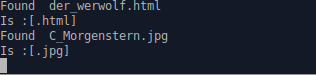 Found  der_werwolf.html
Is :[.html]
Found  C_Morgenstern.jpg
Is :[.jpg]